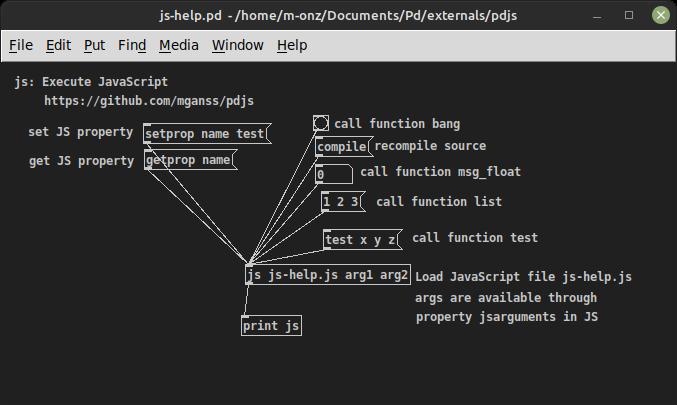 js-help.pd - /home/m-onz/Documents/Pd/externals/pdjs
File Edit Put Find Media Window Help
js: Execute JavaScript
https://github.com/mganss/pdjs
set JS property
setprop name test
get JS property
getprop name
call function bang
compile
recompile source
0
call function msg_float
1 2 3
call function list
test x y z
call function test
js js-help.js arg1 arg2
Load JavaScript file js-help.js
args are available through
property jsarguments in JS
print js